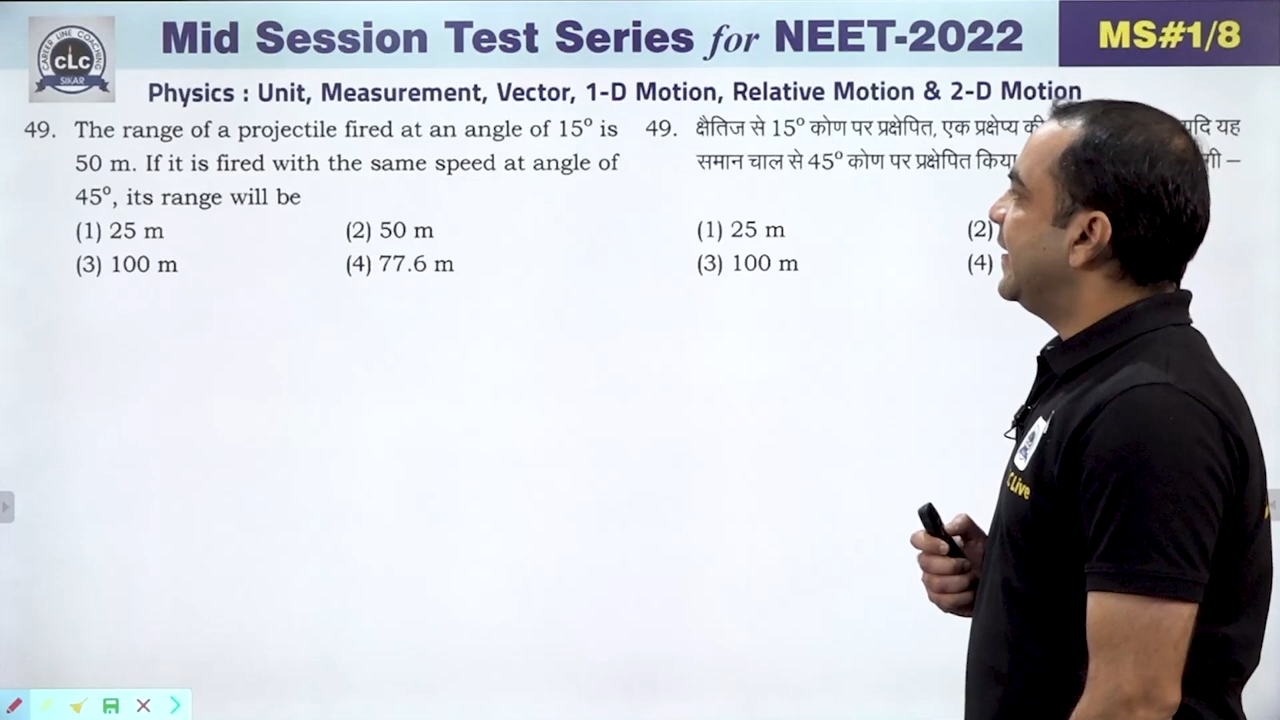 Mid Session Test Series for NEET-2022
MS#1/8
CAREER LINE COACHING
CLC
SIKAR
Physics : Unit, Measurement, Vector, 1-D Motion, Relative Motion & 2-D Motion
49. The range of a projectile fired at an angle of 15° is
50 m. If it is fired with the same speed at angle of
45°, its range will be
(1) 25 m (2) 50 m
(3) 100 m (4) 77.6 m
49. क्षैतिज से 15° कोण पर प्रक्षेपित, एक प्रक्षेप्य यह
समान चाल से 45° कोण पर प्रक्षेपित –
(1) 25 m (2)
(3) 100 m (4)
Live